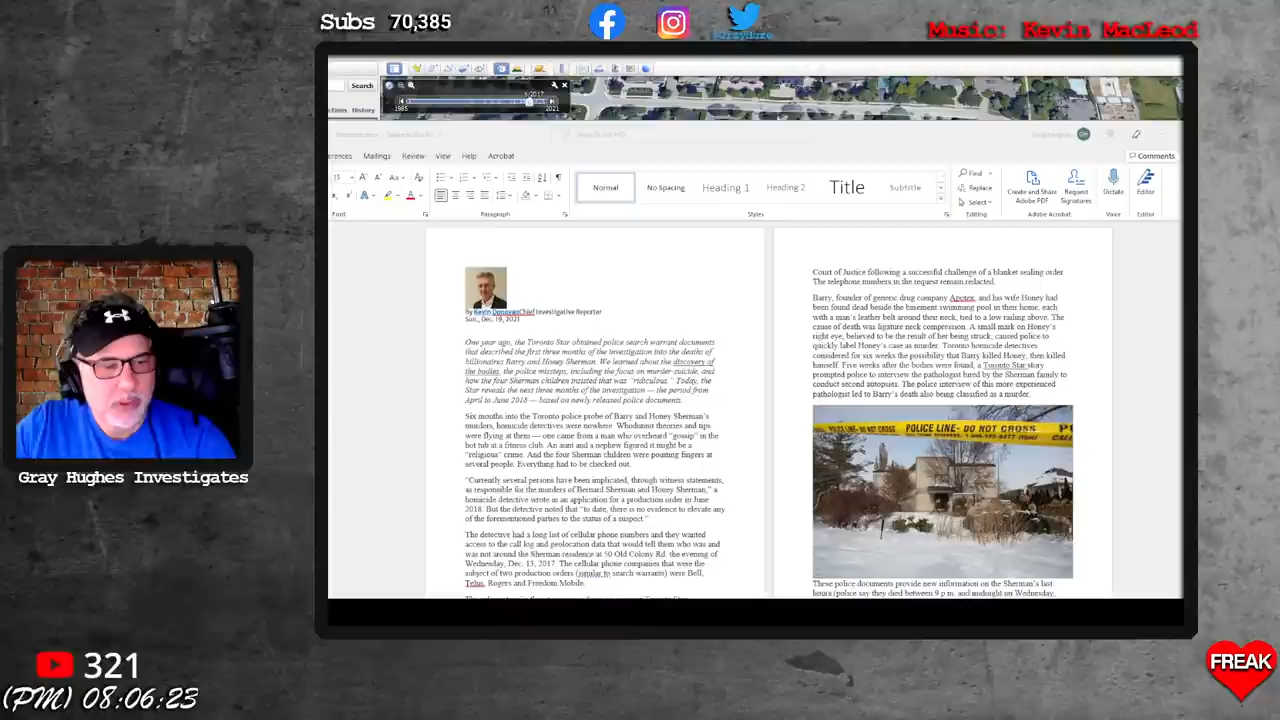 Subs 70,385
Music: Kevin MacLeod
Search
History
5/2017
1985
2021
Mailings Review View Help Acrobat
Comments
15
Aa
Normal
No Spacing
Heading 1
Heading 2
Title
Subtitle
Find
Replace
Select
Create and Share
Adobe PDF
Request
Signatures
Dictate
Editor
Font
Paragraph
Styles
Editing
Adobe Acrobat
Voice
Editor
By Kevin DonovanChief Investigative Reporter
Dec. 19, 2021
One year ago, the Toronto Star obtained police search warrant documents
that described the first three months of the investigation into the deaths of
billionaires Barry and Honey Sherman. We learned about the discovery of
the bodies, the police missteps, including the focus on murder-suicide, and
how the four Sherman children insisted that was "ridiculous." Today, the
Star reveals the next three months of the investigation — the period from
April to June 2018 — based on newly released police documents.
Six months into the Toronto police probe of Barry and Honey Sherman's
murders, homicide detectives were nowhere. Whodunnit theories and tips
were flying at them — one came from a man who overheard "gossip" in the
hot tub at a fitness club. An aunt and a nephew figured it might be a
"religious" crime. And the four Sherman children were pointing fingers at
several people. Everything had to be checked out.
"Currently several persons have been implicated, through witness statements,
as responsible for the murders of Bernard Sherman and Honey Sherman," a
homicide detective wrote in an application for a production order in June
2018. But the detective noted that "to date, there is no evidence to elevate any
of the forementioned parties to the status of a suspect."
The detective had a long list of cellular phone numbers and they wanted
access to the call log and geolocation data that would tell them who was and
was not around the Sherman residence at 50 Old Colony Rd. the evening of
Wednesday, Dec. 13, 2017. The cellular phone companies that were the
subject of two production orders (similar to search warrants) were Bell,
Telus, Rogers and Freedom Mobile.
Court of Justice following a successful challenge of a blanket sealing order.
The telephone numbers in the request remain redacted.
Barry, founder of generic drug company Apotex, and his wife Honey had
been found dead beside the basement swimming pool in their home, each
with a man's leather belt around their neck, tied to a low railing above. The
cause of death was ligature neck compression. A small mark on Honey's
right eye, believed to be the result of her being struck, caused police to
quickly label Honey's case as murder. Toronto homicide detectives
considered for six weeks the possibility that Barry killed Honey, then killed
himself. Five weeks after the bodies were found, a Toronto Star story
prompted police to interview the pathologist hired by the Sherman family to
conduct second autopsies. The police interview of this more experienced
pathologist led to Barry's death also being classified as a murder.
POLICE LINE- DO NOT CROSS
These police documents provide new information on the Sherman's last
hours (police say they died between 9 p.m. and midnight on Wednesday,
Gray Hughes Investigates
321
(PM) 08:06:23
FREAK